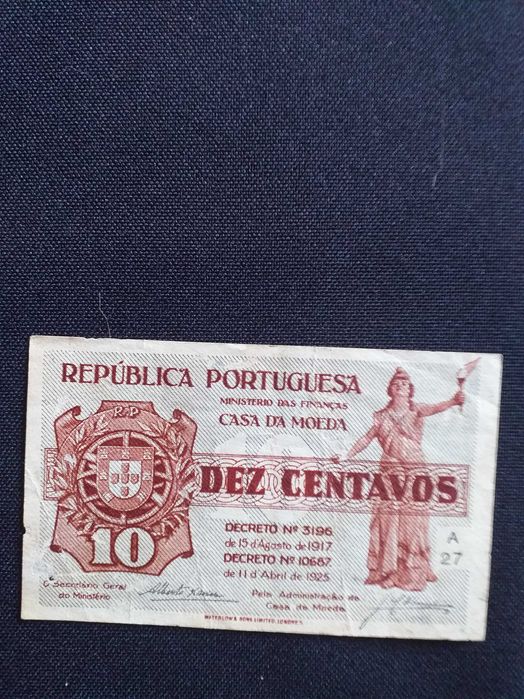 REPÚBLICA PORTUGUESA
MINISTERIO DAS FINANÇAS
CASA DA MOEDA
R·P
DEZ CENTAVOS
10
DECRETO Nº 3196
de 15 d'Agosto de 1917
DECRETO Nº 10687
de 11 d'Abril de 1925
A
27
O Secretário Geral
do Ministério
Pela Administração da
Casa da Moeda
WATERLOW & SONS LIMITED, LONDRES